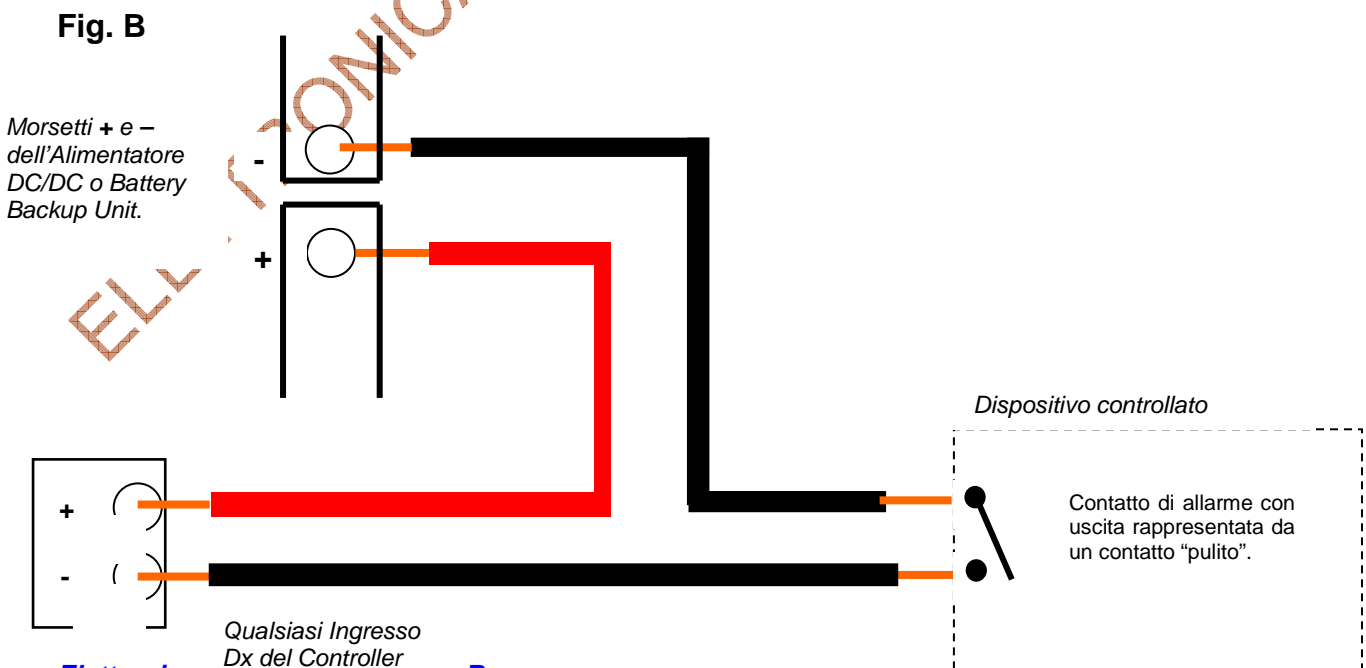 Fig. B
Morsetti + e –
dell'Alimentatore
DC/DC o Battery
Backup Unit.
-
+
Dispositivo controllato
Contatto di allarme con
uscita rappresentata da
un contatto “pulito”.
+
-
Qualsiasi Ingresso
Dx del Controller